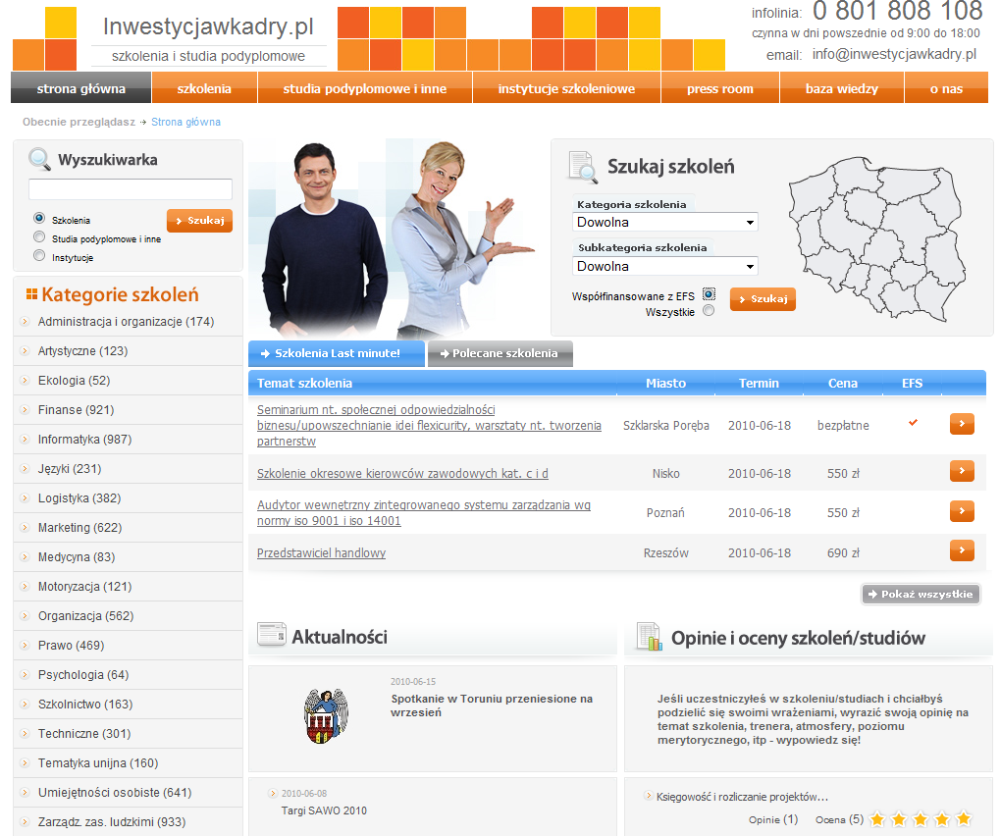 Inwestycjawkadry.pl
szkolenia i studia podyplomowe
infolinia: 0 801 808 108
czynna w dni powszednie od 9:00 do 18:00
email: info@inwestycjawkadry.pl
strona główna szkolenia studia podyplomowe i inne instytucje szkoleniowe press room baza wiedzy o nas
Obecnie przeglądasz Strona główna
Wyszukiwarka
Szkolenia
Studia podyplomowe i inne
Instytucje
Szukaj
Szukaj szkoleń
Kategoria szkolenia
Dowolna
Subkategoria szkolenia
Dowolna
Współfinansowane z EFS
Wszystkie
Szukaj
Kategorie szkoleń
Administracja i organizacje (174)
Artystyczne (123)
Ekologia (52)
Finanse (921)
Informatyka (987)
Języki (231)
Logistyka (382)
Marketing (622)
Medycyna (83)
Motoryzacja (121)
Organizacja (562)
Prawo (469)
Psychologia (64)
Szkolnictwo (163)
Techniczne (301)
Tematyka unijna (160)
Umiejętności osobiste (641)
Zarządz. zas. ludzkimi (933)
Szkolenia Last minute! Polecane szkolenia
Temat szkolenia Miasto Termin Cena EFS
Seminarium nt. społecznej odpowiedzialności
biznesu/upowszechnianie idei flexicurity, warsztaty nt. tworzenia
partnerstw
Szklarska Poręba 2010-06-18 bezpłatne
Szkolenie okresowe kierowców zawodowych kat. c i d Nisko 2010-06-18 550 zł
Audytor wewnętrzny zintegrowanego systemu zarządzania wg
normy iso 9001 i iso 14001
Poznań 2010-06-18 550 zł
Przedstawiciel handlowy Rzeszów 2010-06-18 690 zł
Pokaż wszystkie
Aktualności
2010-06-15
Spotkanie w Toruniu przeniesione na
wrzesień
2010-06-08
Targi SAWO 2010
Opinie i oceny szkoleń/studiów
Jeśli uczestniczyłeś w szkoleniu/studiach i chciałbyś
podzielić się swoimi wrażeniami, wyrazić swoją opinię na
temat szkolenia, trenera, atmosfery, poziomu
merytorycznego, itp - wypowiedz się!
Księgowość i rozliczanie projektów...
Opinie (1) Ocena (5)